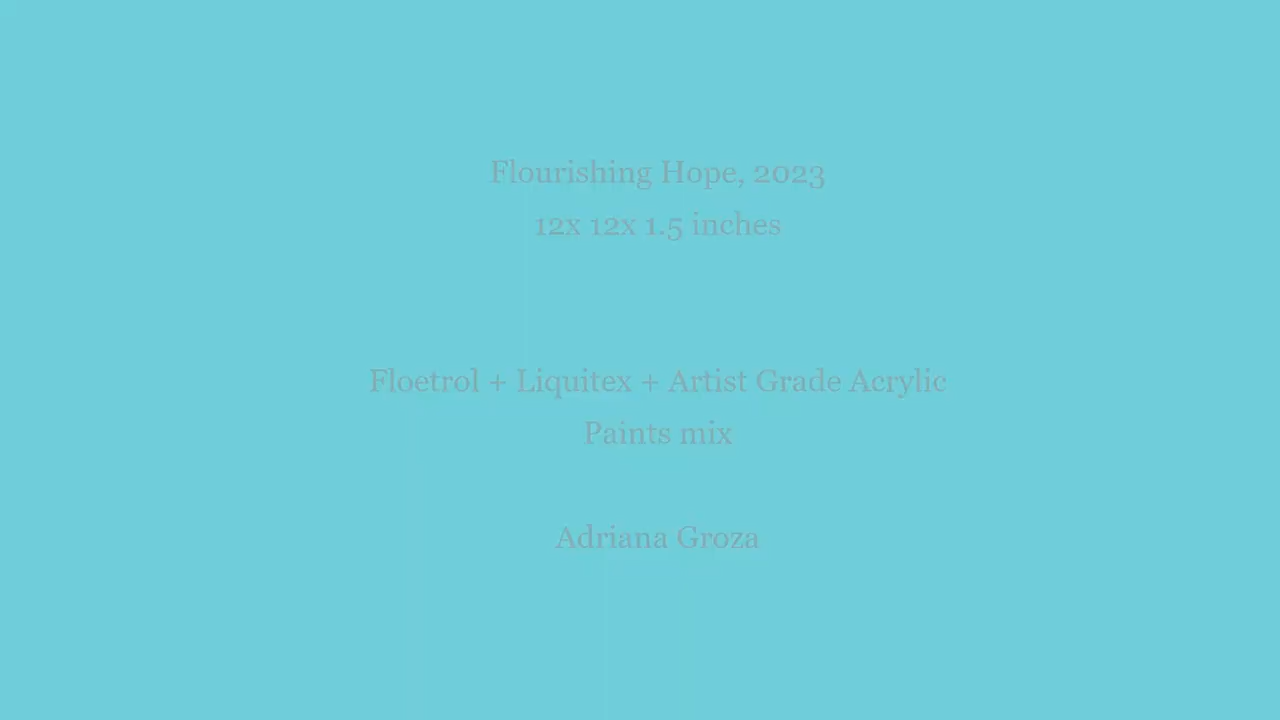 Flourishing Hope, 2023
12x 12x 1.5 inches
Floetrol + Liquitex + Artist Grade Acrylic
Paints mix
Adriana Groza